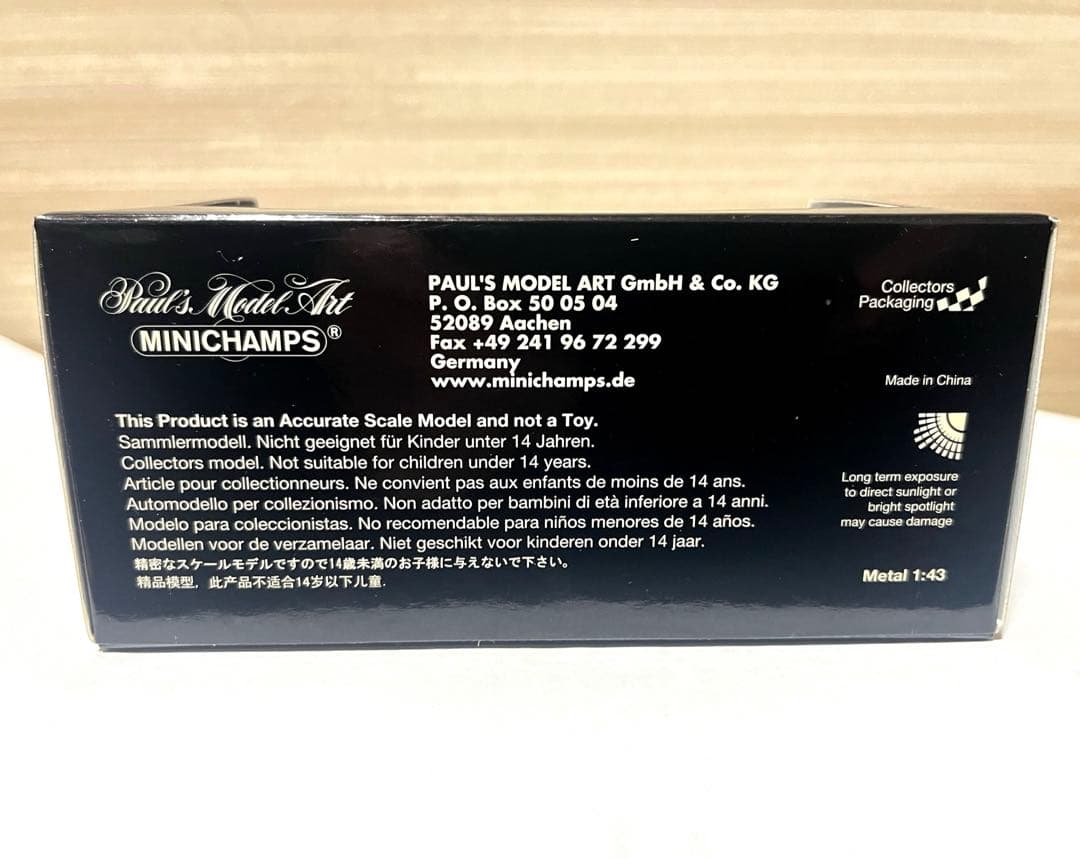 Paul's Model Art
MINICHAMPS®
PAUL'S MODEL ART GmbH & Co. KG
P. O. Box 50 05 04
52089 Aachen
Fax +49 241 96 72 299
Germany
www.minichamps.de
Collectors
Packaging
Made in China
This Product is an Accurate Scale Model and not a Toy.
Sammlermodell. Nicht geeignet für Kinder unter 14 Jahren.
Collectors model. Not suitable for children under 14 years.
Article pour collectionneurs. Ne convient pas aux enfants de moins de 14 ans.
Automodello per collezionismo. Non adatto per bambini di età inferiore a 14 anni.
Modelo para coleccionistas. No recomendable para niños menores de 14 años.
Modellen voor de verzamelaar. Niet geschikt voor kinderen onder 14 jaar.
精密なスケールモデルですので14歳未満のお子様に与えないで下さい。
精品模型，此产品不适合14岁以下儿童.
Long term exposure
to direct sunlight or
bright spotlight
may cause damage
Metal 1:43